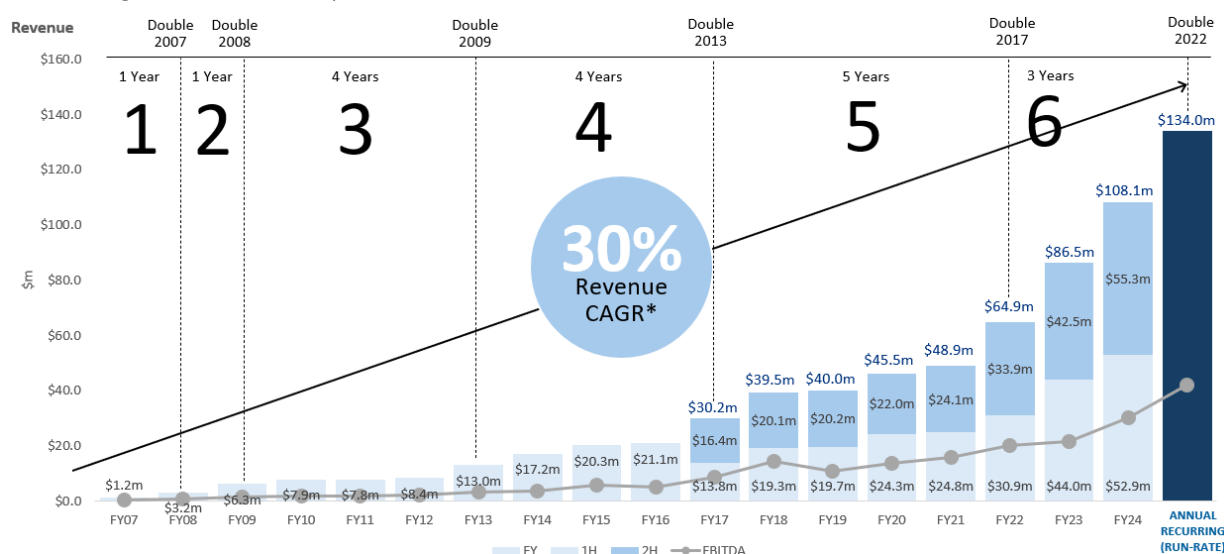 Revenue
Double
2007
Double
2008
Double
2009
Double
2013
Double
2017
Double
2022
$160.0
$140.0
$120.0
$100.0
$80.0
$60.0
$40.0
$20.0
$0.0
$m
1 Year
1 Year
4 Years
4 Years
5 Years
3 Years
1
2
3
4
5
6
30%
Revenue
CAGR*
$1.2m
$3.2m
$6.3m
$7.9m
$7.8m
$8.4m
$13.0m
$17.2m
$20.3m
$21.1m
$30.2m
$16.4m
$13.8m
$39.5m
$20.1m
$19.3m
$40.0m
$20.2m
$19.7m
$45.5m
$22.0m
$24.3m
$48.9m
$24.1m
$24.8m
$64.9m
$33.9m
$30.9m
$86.5m
$42.5m
$44.0m
$108.1m
$55.3m
$52.9m
$134.0m
FY07
FY08
FY09
FY10
FY11
FY12
FY13
FY14
FY15
FY16
FY17
FY18
FY19
FY20
FY21
FY22
FY23
FY24
ANNUAL
RECURRING
(RUN-RATE)
FY
1H
2H
EBITDA